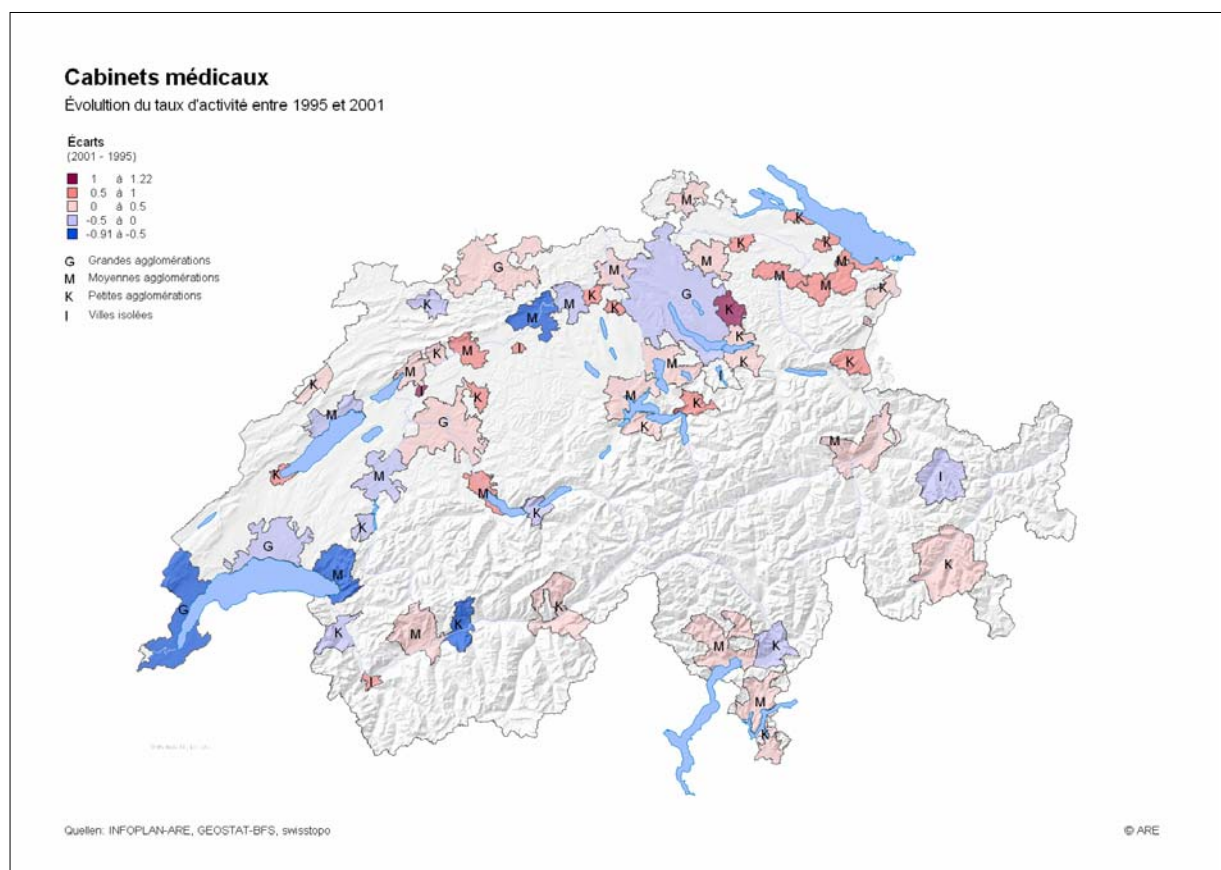 Cabinets médicaux
Évolultion du taux d'activité entre 1995 et 2001
Écarts
(2001 - 1995)
1 à 1.22
0.5 à 1
0 à 0.5
-0.5 à 0
-0.91 à -0.5
G Grandes agglomérations
M Moyennes agglomérations
K Petites agglomérations
I Villes isolées
M
K
K K
G M M M
M M M
G K
K M K K
M
K
K M I
M K K
M I
K I
K M K
M
G K
M
K M I
M
K
K
G
K
M
G K
K
K M
M K
I
M
K
Quellen: INFOPLAN-ARE, GEOSTAT-BFS, swisstopo
© ARE